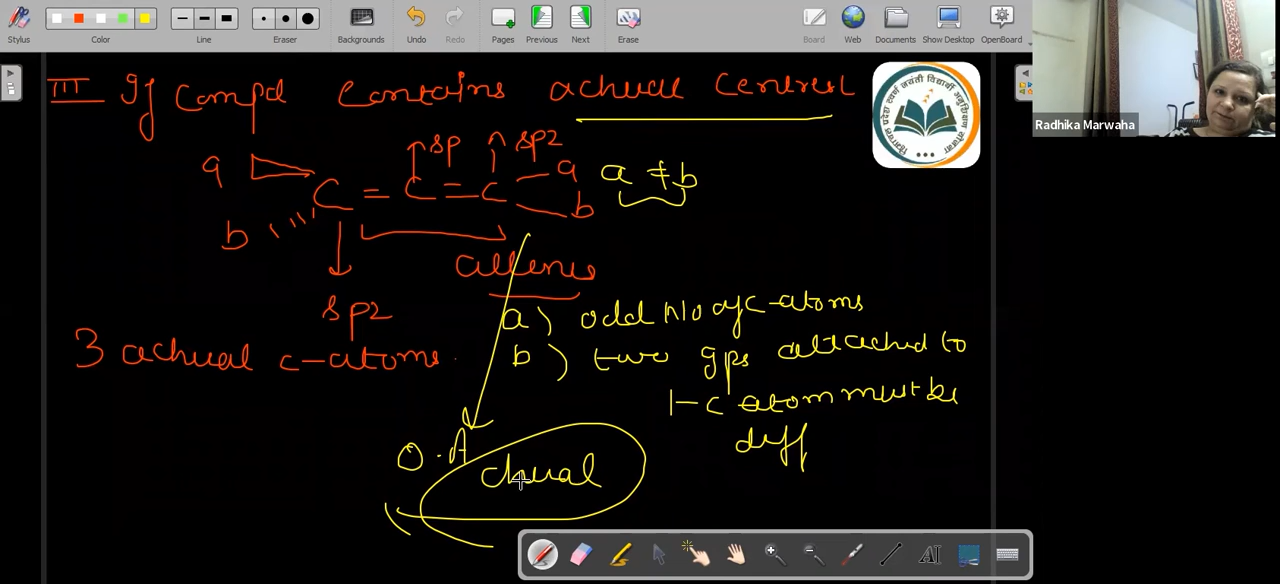 Stylus
Color
Line
Eraser
Backgrounds
Undo
Redo
Pages
Previous
Next
Erase
Board
Web
Documents
Show Desktop
OpenBoard
Radhika Marwaha
III If Compd Contains achiral Centres
a C = C = C a a ≠ b
b b
sp sp2
sp2
allenes
3 achiral c-atoms.
a) odd No of c-atoms
b) two gps attached to
1-c atom must be
diff
O.A
chiral